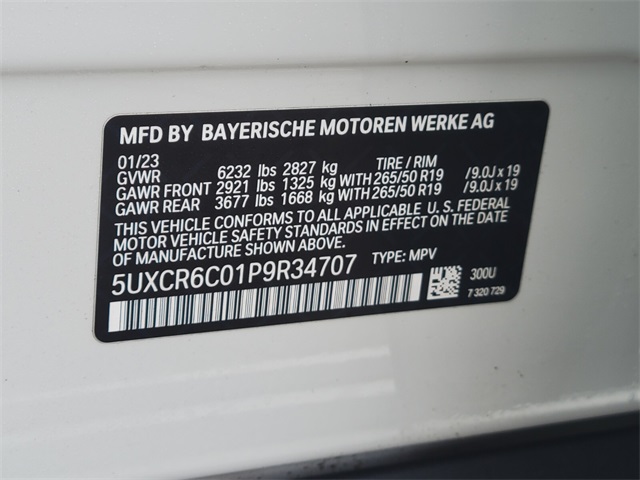 MFD BY BAYERISCHE MOTOREN WERKE AG
01/23 TIRE / RIM
GVWR 6232 lbs 2827 kg
GAWR FRONT 2921 lbs 1325 kg WITH 265/50 R19 /9.0J x 19
GAWR REAR 3677 lbs 1668 kg WITH 265/50 R19 /9.0J x 19
THIS VEHICLE CONFORMS TO ALL APPLICABLE U. S. FEDERAL
MOTOR VEHICLE SAFETY STANDARDS IN EFFECT ON THE DATE
OF MANUFACTURE SHOWN ABOVE.
5UXCR6C01P9R34707 TYPE: MPV
300U
7 320 729